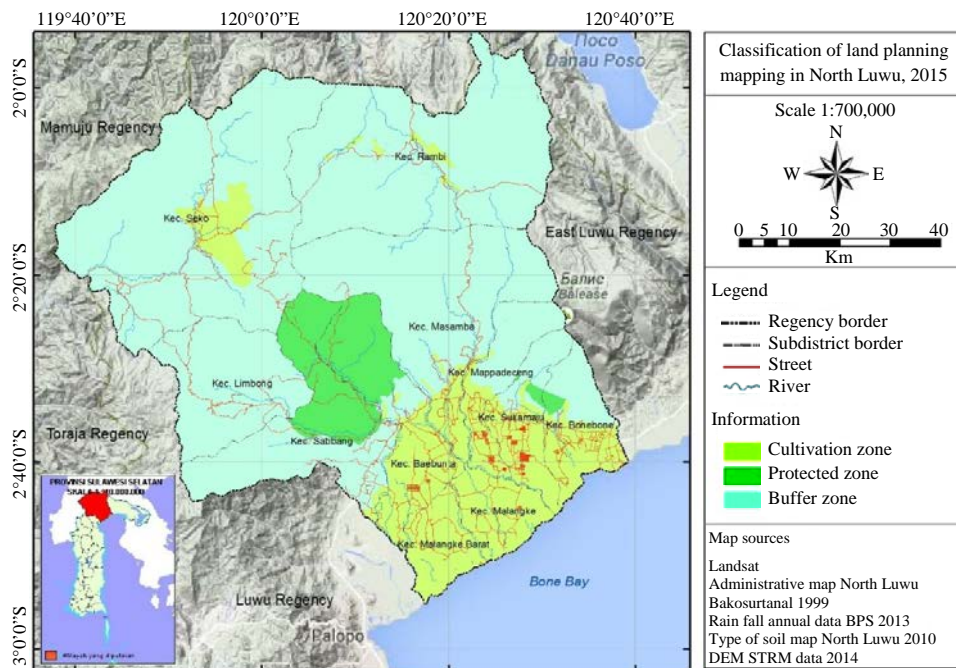 119°40’0”"E
120°0’0”"E
120°20’0”"E
120°40’0”"E
2°0’0”S
2°20’0”S
2°40’0”S
3°0’0”S
Посо
Danau Poso
Mamuju Regency
Kec. Rambi
Kec. Seko
East Luwu Regency
Балис
Balease
Kec. Masamba
Kec. Mappadeceng
Kec. Limbong
Kec. Sukamaju
Kec. Bonebone
Toraja Regency
Kec. Sabbang
Kec. Baebunta
Kec. Malangke
Kec. Malangke Barat
Bone Bay
Luwu Regency
Palopo
PROVINSI SULAWESI SELATAN
SKALA
Wilayah yang
Classification of land planning
mapping in North Luwu, 2015
Scale 1:700,000
N
W E
S
0 5 10 20 30 40
Km
Legend
Regency border
Subdistrict border
Street
River
Information
Cultivation zone
Protected zone
Buffer zone
Map sources
Landsat
Administrative map North Luwu
Bakosurtanal 1999
Rain fall annual data BPS 2013
Type of soil map North Luwu 2010
DEM STRM data 2014